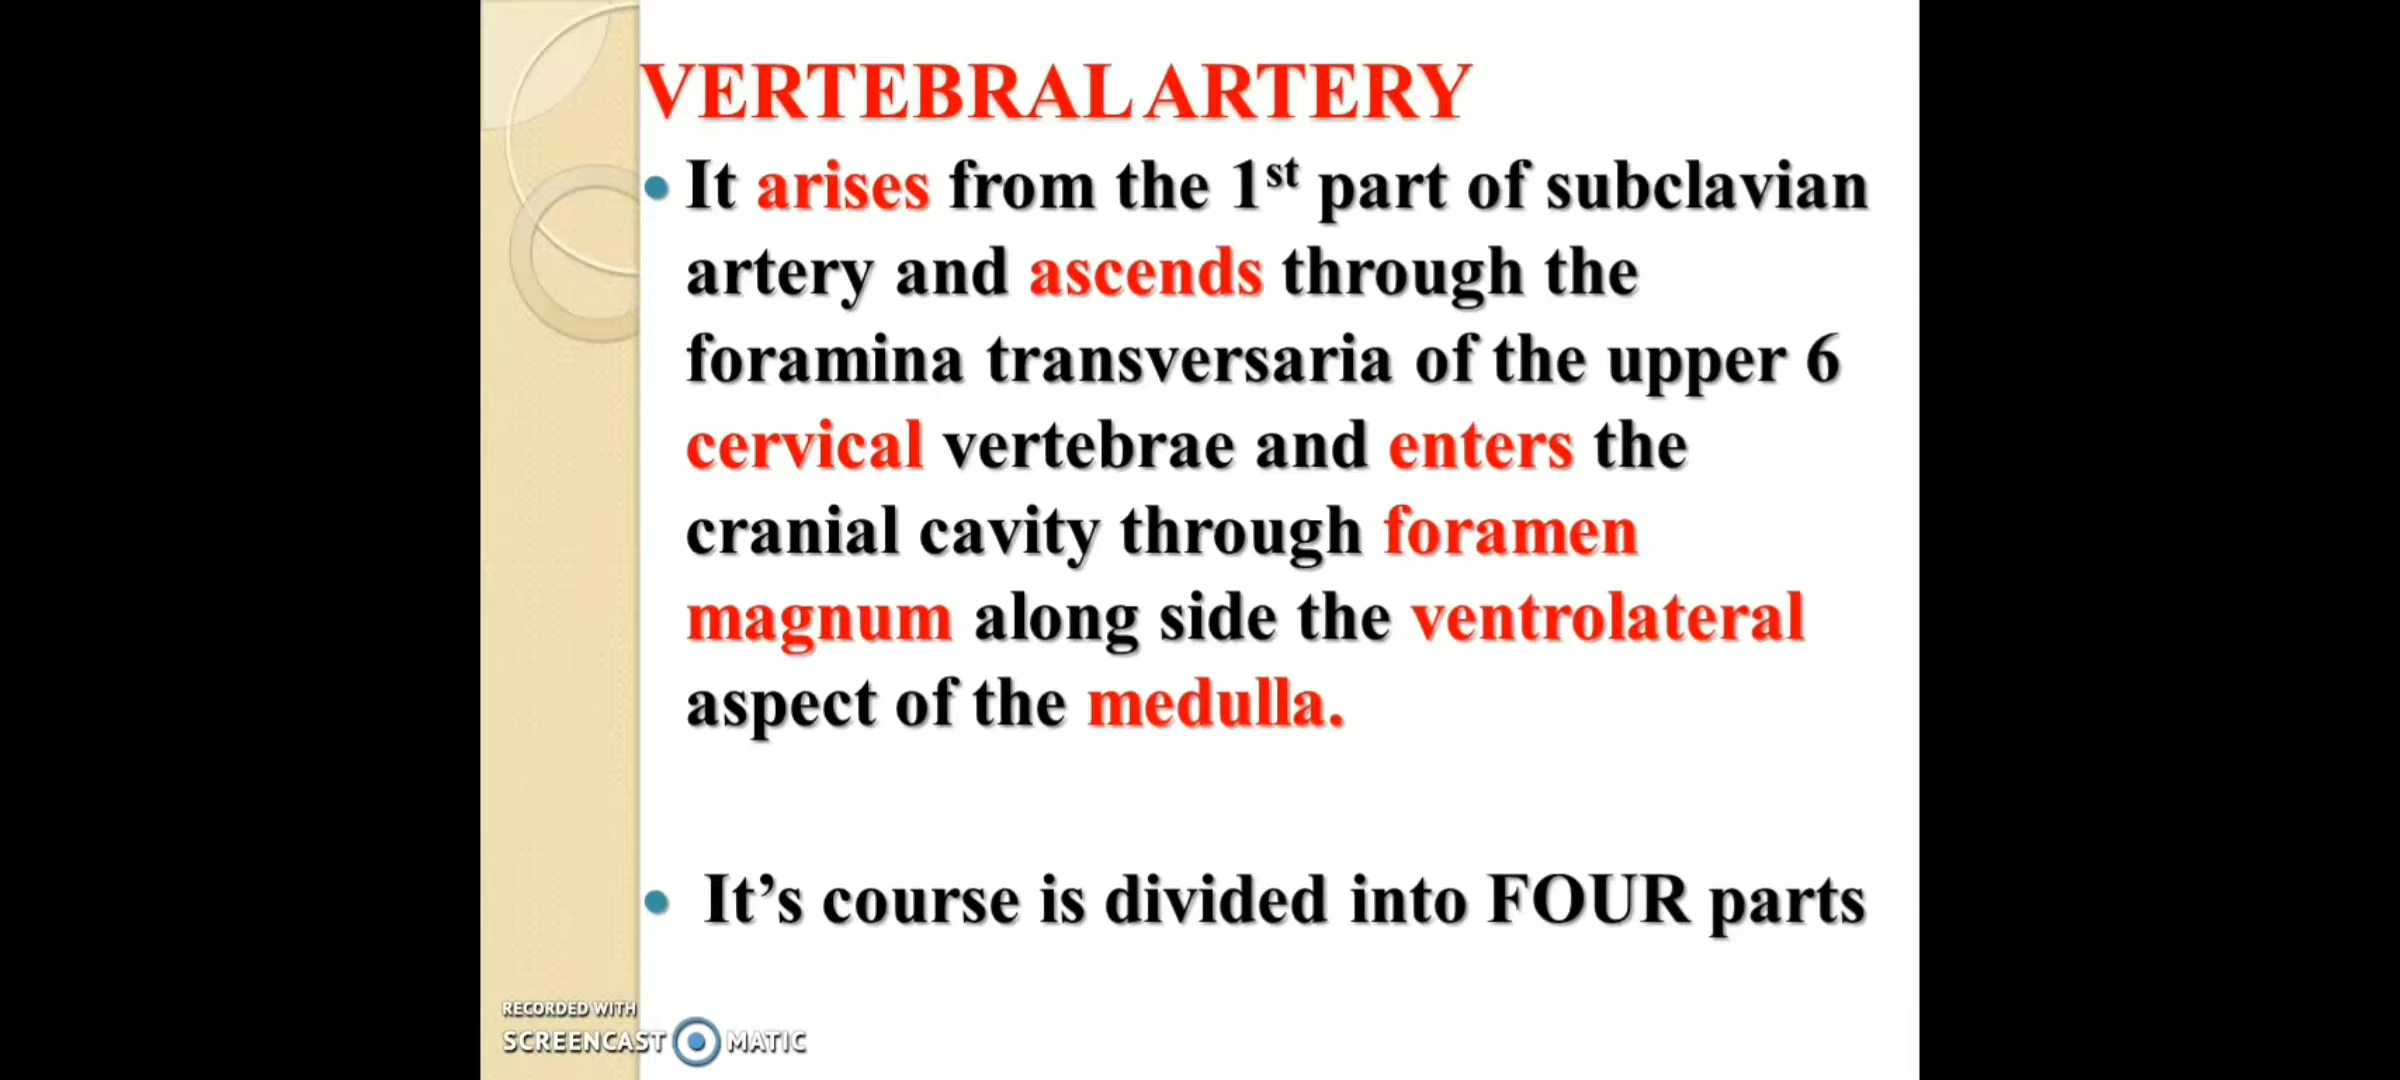 VERTEBRAL ARTERY
• It arises from the 1st part of subclavian
artery and ascends through the
foramina transversaria of the upper 6
cervical vertebrae and enters the
cranial cavity through foramen
magnum along side the ventrolateral
aspect of the medulla.
• It’s course is divided into FOUR parts
RECORDED WITH
SCREENCAST MATIC